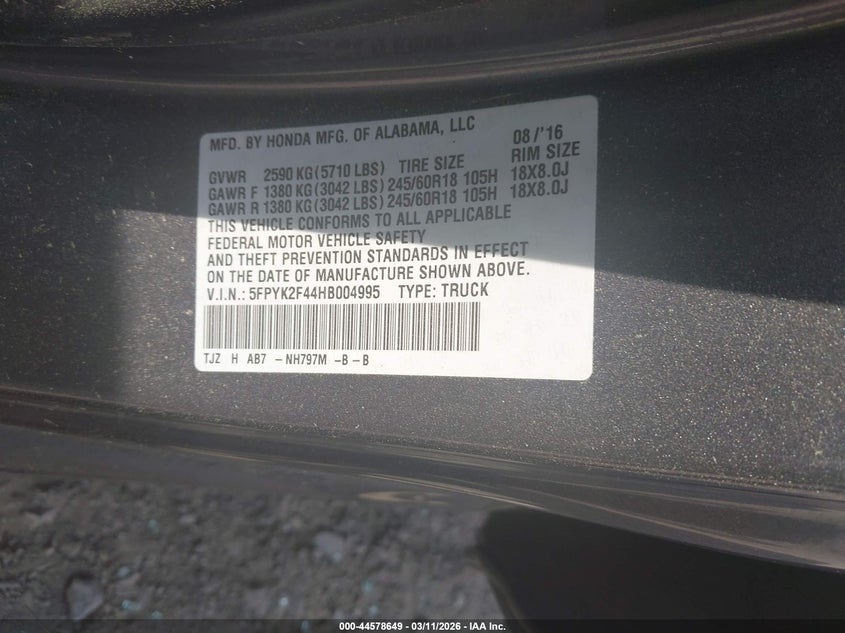 MFD. BY HONDA MFG. OF ALABAMA, LLC 08/'16
GVWR 2590 KG(5710 LBS) TIRE SIZE RIM SIZE
GAWR F 1380 KG(3042 LBS) 245/60R18 105H 18X8.0J
GAWR R 1380 KG(3042 LBS) 245/60R18 105H 18X8.0J
THIS VEHICLE CONFORMS TO ALL APPLICABLE
FEDERAL MOTOR VEHICLE SAFETY
AND THEFT PREVENTION STANDARDS IN EFFECT
ON THE DATE OF MANUFACTURE SHOWN ABOVE.
V.I.N.: 5FPYK2F44HB004995 TYPE: TRUCK
TJZ H AB7 -NH797M -B-B
000-44578649 - 03/11/2026 - IAA Inc.